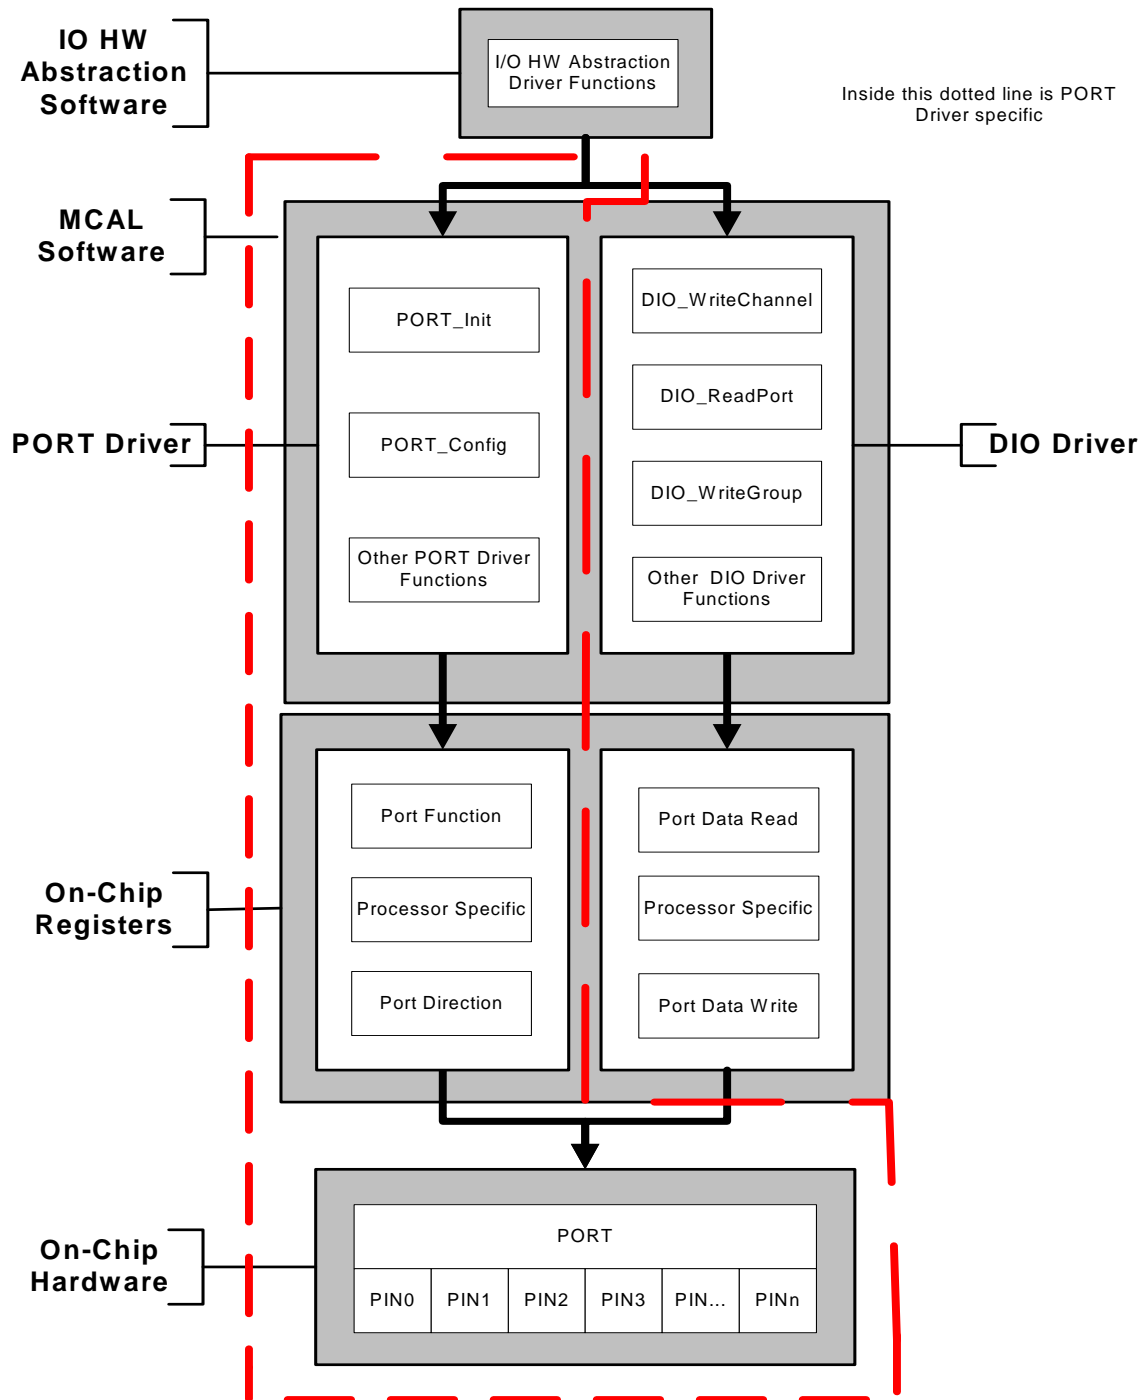 IO HW
Abstraction
Software
I/O HW Abstraction
Driver Functions
Inside this dotted line is PORT
Driver specific
MCAL
Software
PORT_Init
DIO_WriteChannel
DIO_ReadPort
PORT Driver
PORT_Config
DIO Driver
DIO_WriteGroup
Other PORT Driver
Functions
Other DIO Driver
Functions
Port Function
Port Data Read
On-Chip
Registers
Processor Specific
Processor Specific
Port Direction
Port Data Write
On-Chip
Hardware
PORT
PIN0 PIN1 PIN2 PIN3 PIN... PINn